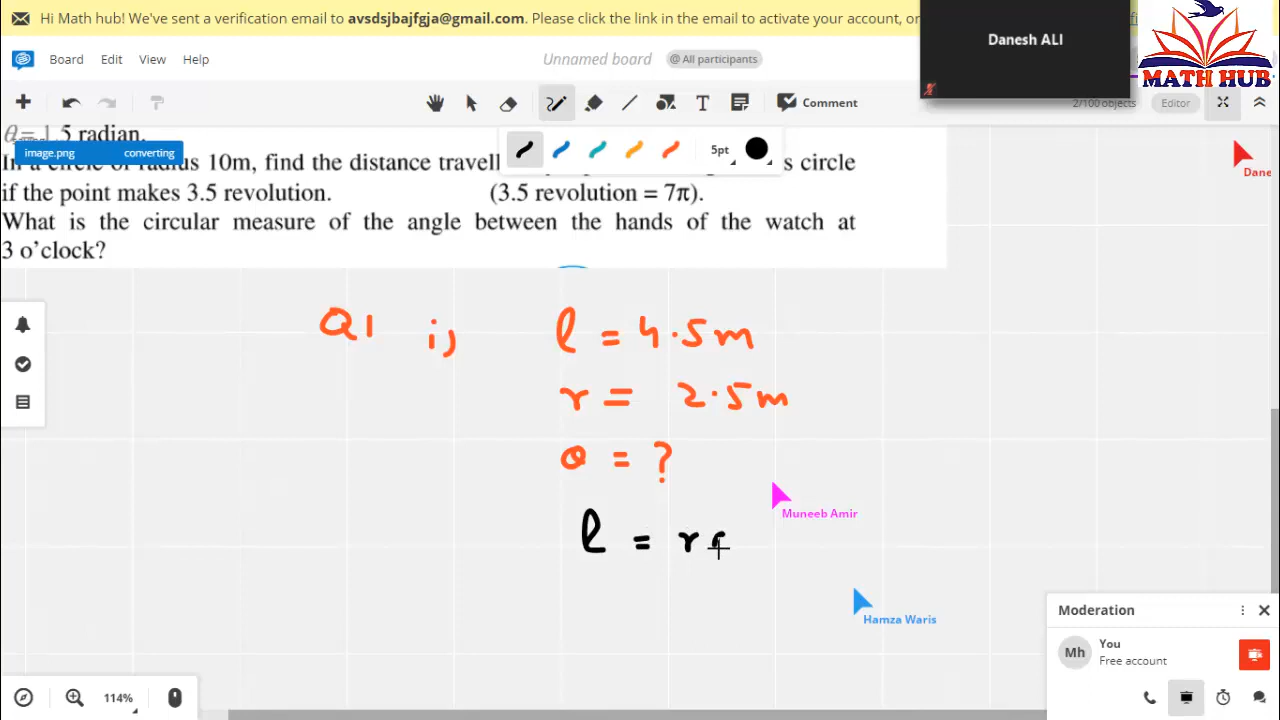 Hi Math hub! We've sent a verification email to avsdsjbajfgja@gmail.com. Please click the link in the email to activate your account, or
Danesh ALI
MATH HUB
Board Edit View Help
Unnamed board @ All participants
Comment
2/100 objects Editor
5pt
θ = 1.5 radian.
image.png converting
In a circle of radius 10m, find the distance travell s circle
if the point makes 3.5 revolution. (3.5 revolution = 7π).
What is the circular measure of the angle between the hands of the watch at
3 o'clock?
Dane
Q1 i) l = 4.5m
r = 2.5m
θ = ?
l = r
Muneeb Amir
Hamza Waris
Moderation
Mh You
Free account
114%